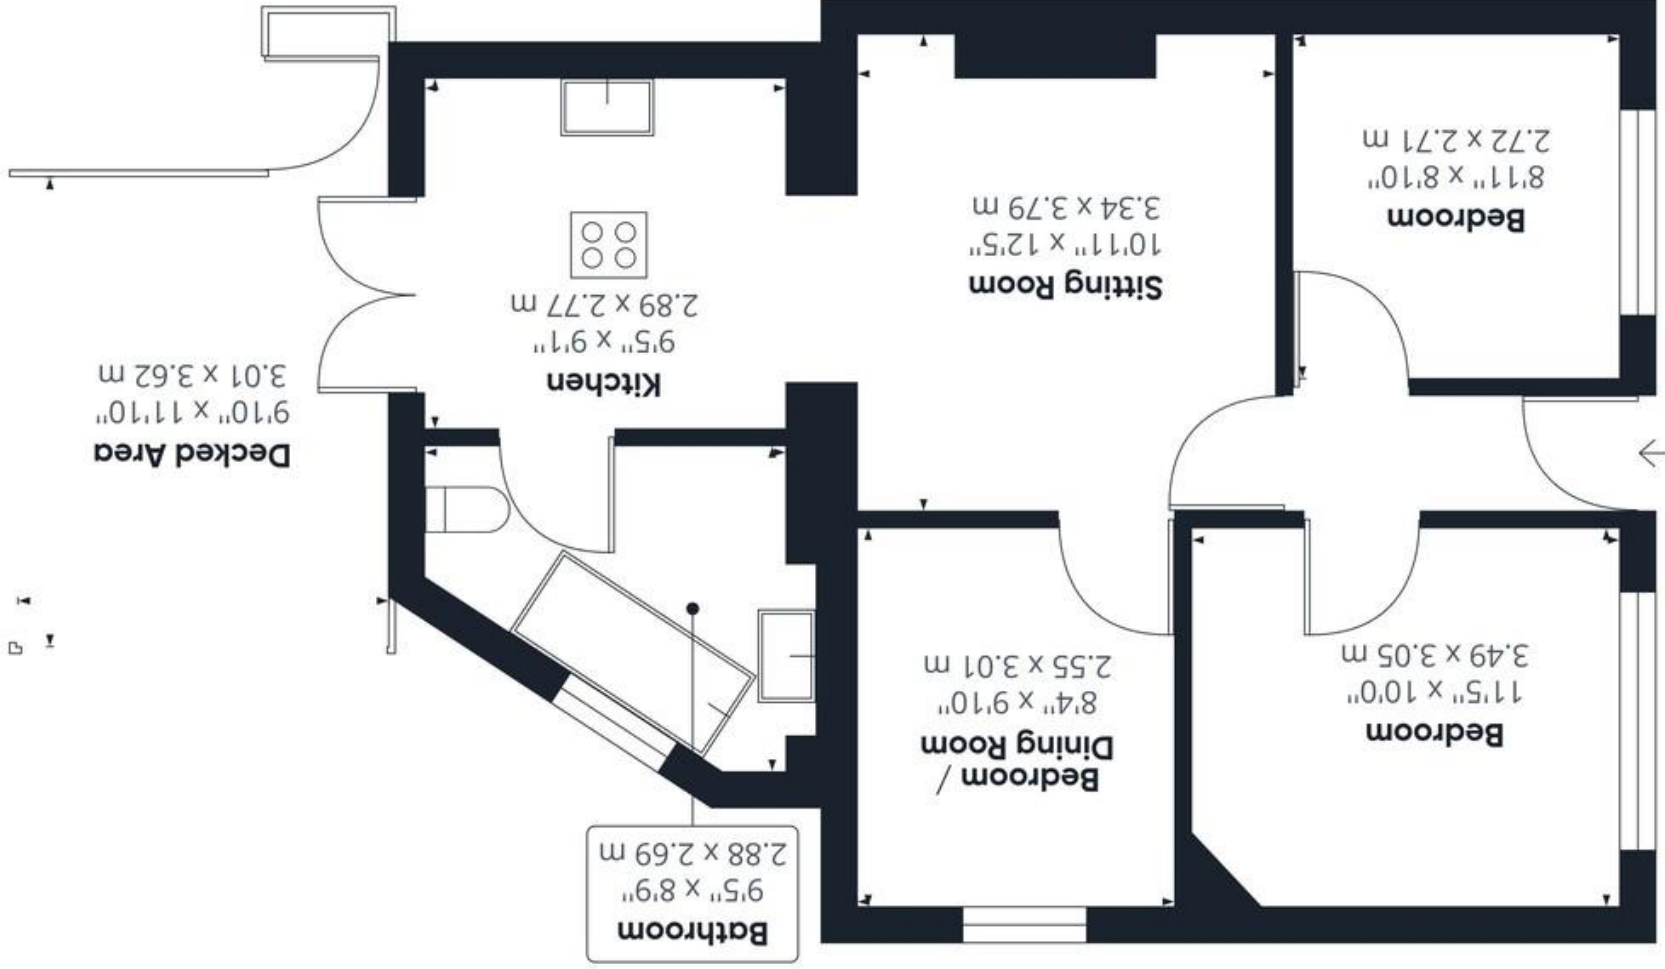 Bathroom
9'5" x 8'9"
2.88 x 2.69 m
Bedroom
11'5" x 10'0"
3.49 x 3.05 m
Bedroom /
Dining Room
8'4" x 9'10"
2.55 x 3.01 m
Decked Area
9'10" x 11'10"
3.01 x 3.62 m
Kitchen
9'5" x 9'1"
2.89 x 2.77 m
Sitting Room
10'11" x 12'5"
3.34 x 3.79 m
Bedroom
8'11" x 8'10"
2.72 x 2.71 m